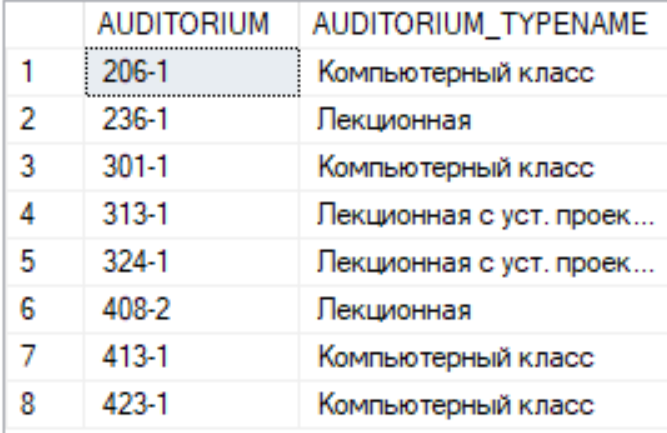 AUDITORIUM AUDITORIUM_TYPENAME
1 206-1 Компьютерный класс
2 236-1 Лекционная
3 301-1 Компьютерный класс
4 313-1 Лекционная с уст. проек...
5 324-1 Лекционная с уст. проек...
6 408-2 Лекционная
7 413-1 Компьютерный класс
8 423-1 Компьютерный класс